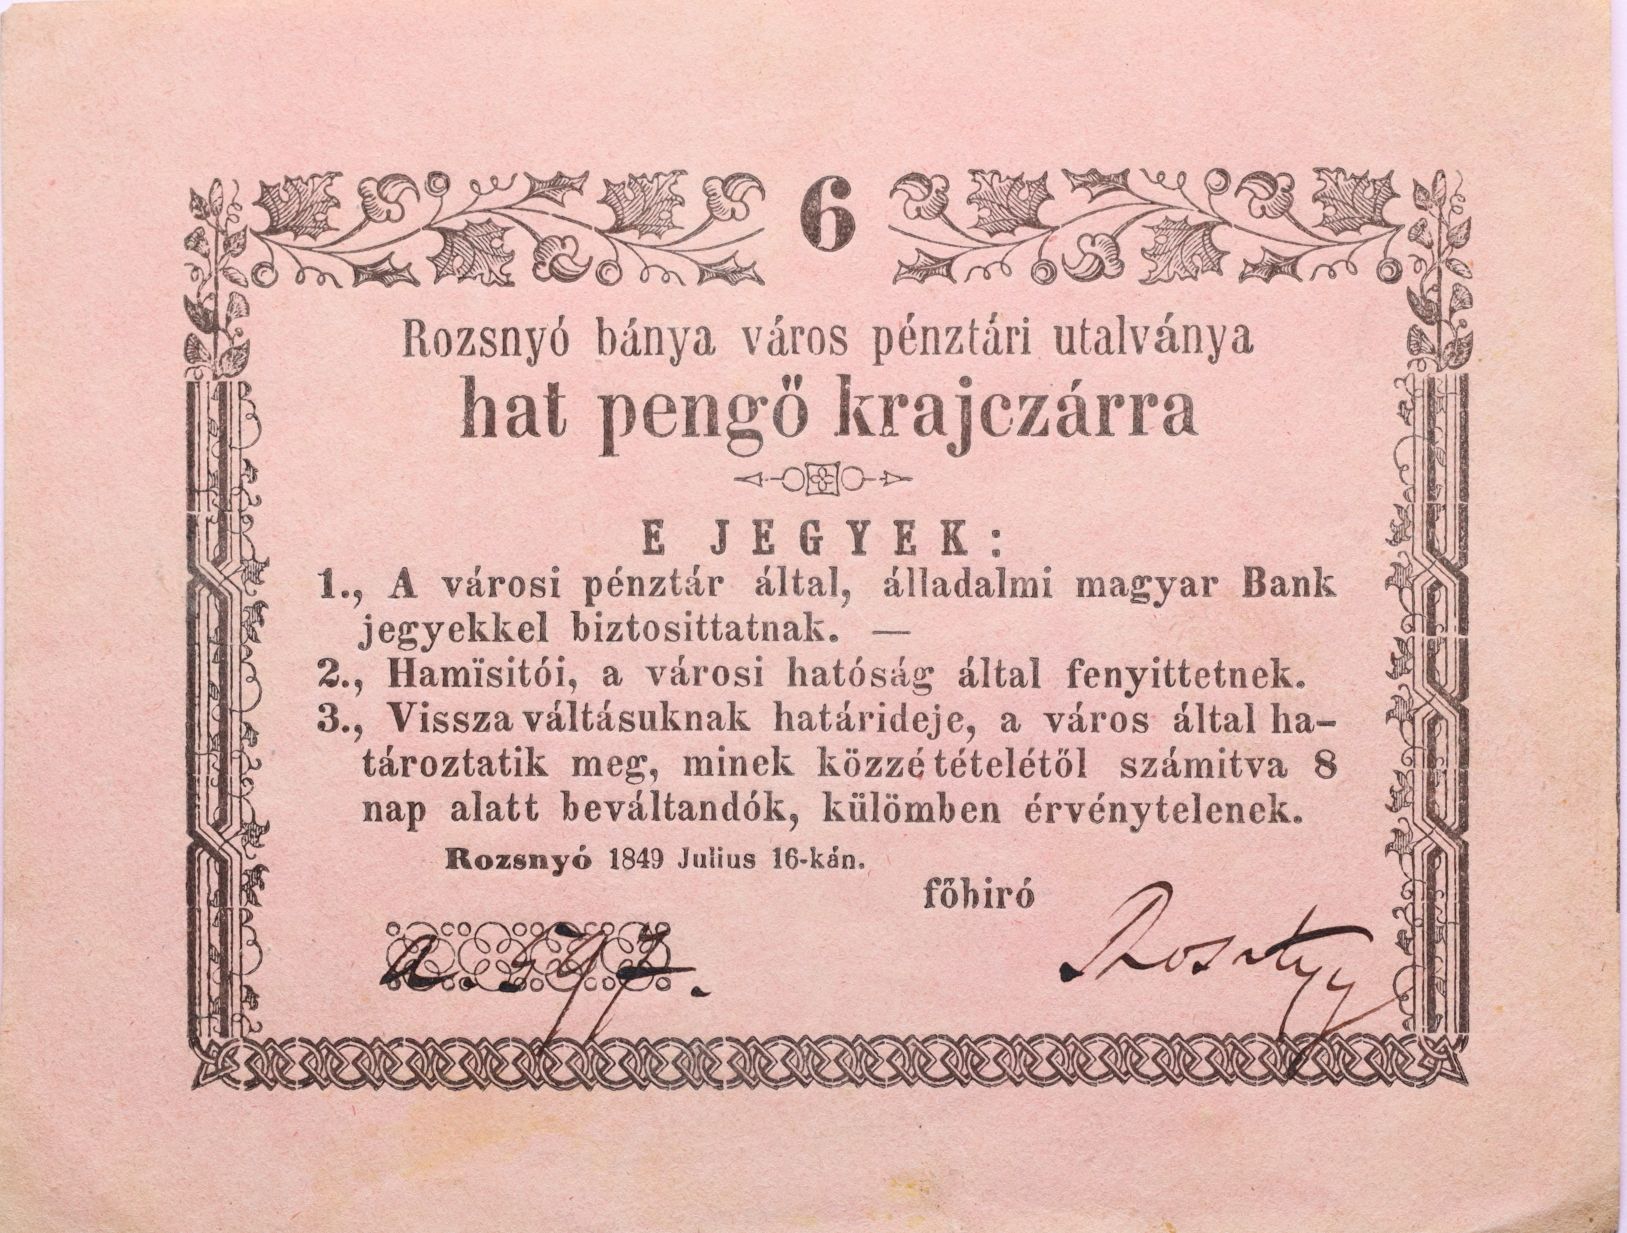 6
Rozsnyó bánya város pénztári utalványa
hat pengő krajczárra
E JEGYEK:
1., A városi pénztár által, álladalmi magyar Bank
jegyekkel biztosittatnak. —
2., Hamïsitói, a városi hatóság által fenyittetnek.
3., Vissza váltásuknak határideje, a város által ha-
tároztatik meg, minek közzé tételétől számitva 8
nap alatt beváltandók, külömben érvénytelenek.
Rozsnyó 1849 Julius 16-kán.
főbiró